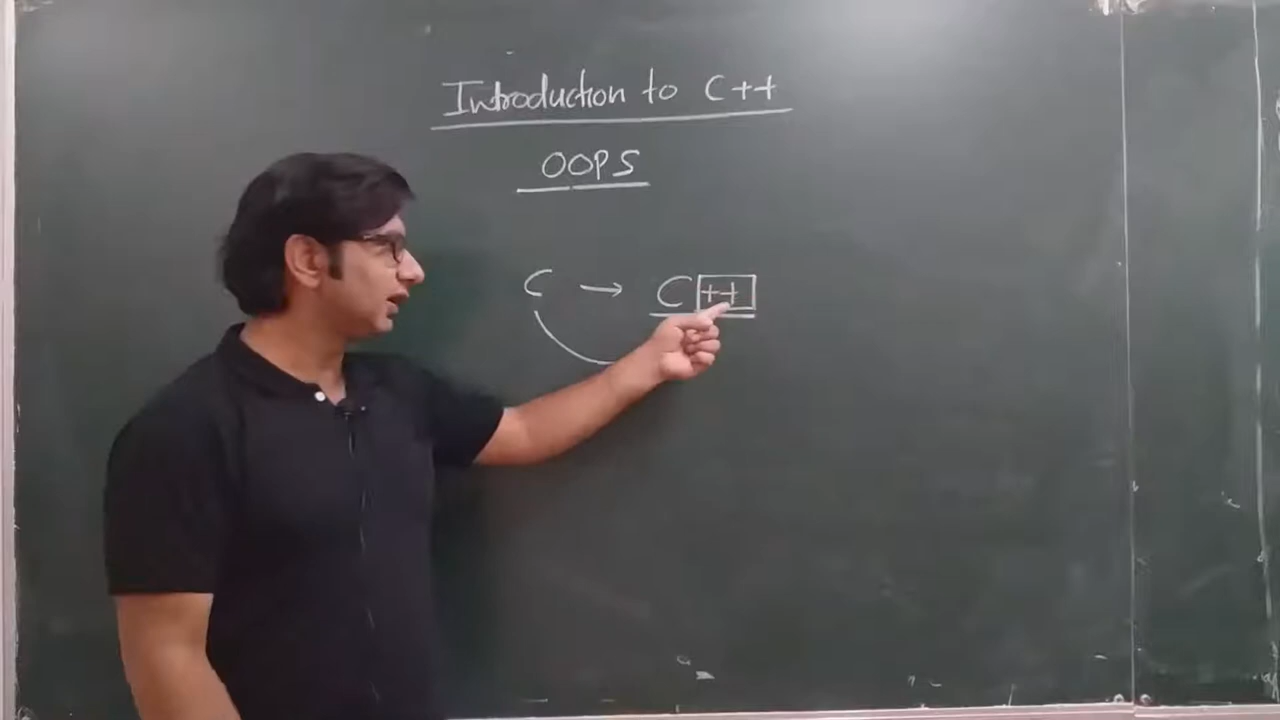 Introduction to C++
OOPS
C → C ++